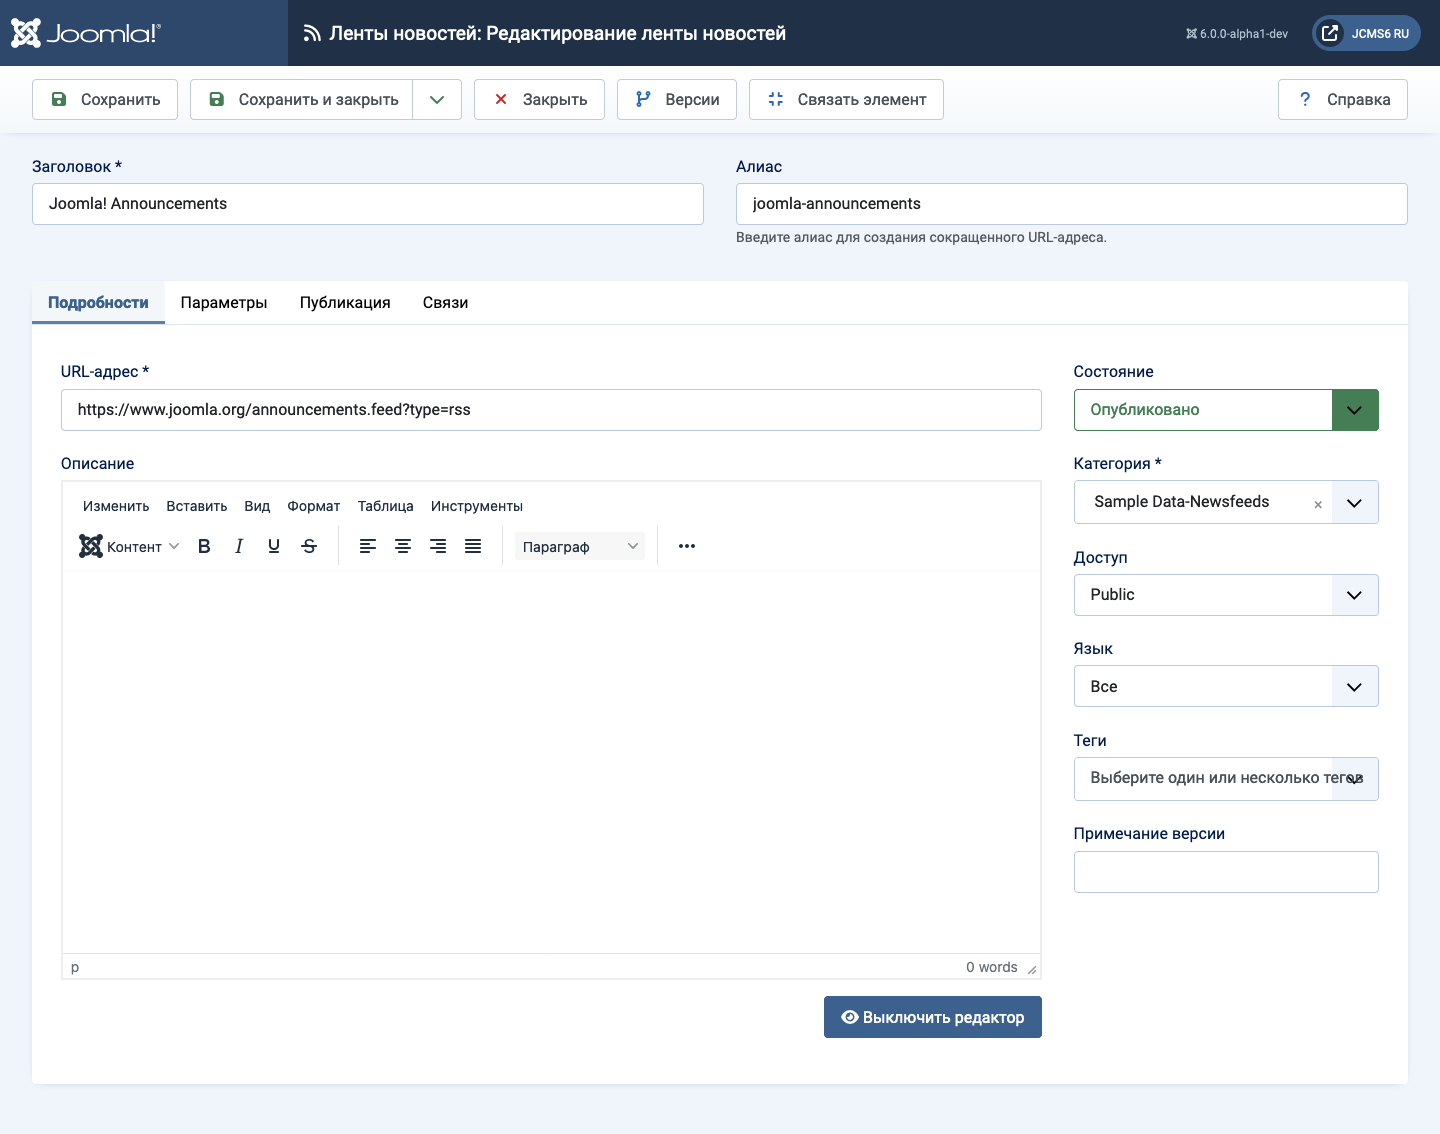 Joomla!®
Ленты новостей: Редактирование ленты новостей
6.0.0-alpha1-dev
JCMS6 RU
Сохранить
Сохранить и закрыть
Закрыть
Версии
Связать элемент
? Справка
Заголовок *
Joomla! Announcements
Алиас
joomla-announcements
Введите алиас для создания сокращенного URL-адреса.
Подробности
Параметры
Публикация
Связи
URL-адрес *
https://www.joomla.org/announcements.feed?type=rss
Описание
Изменить Вставить Вид Формат Таблица Инструменты
Контент B I U S Параграф
p
0 words
Выключить редактор
Состояние
Опубликовано
Категория *
Sample Data-Newsfeeds ×
Доступ
Public
Язык
Все
Теги
Выберите один или несколько тегов
Примечание версии